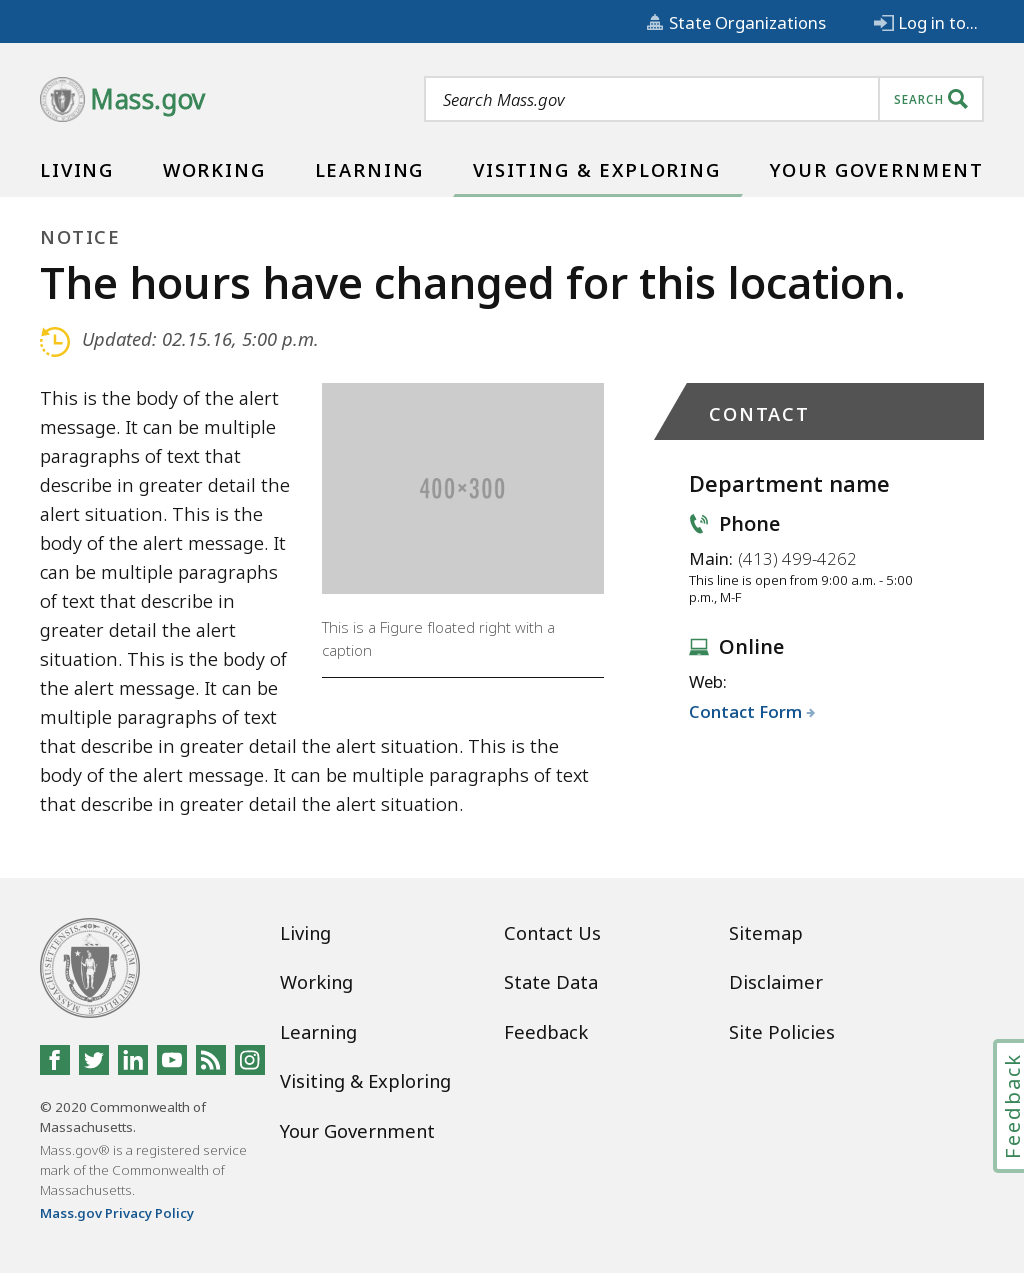 State Organizations
Log in to...
Mass.gov
Search Mass.gov
SEARCH
LIVING
WORKING
LEARNING
VISITING & EXPLORING
YOUR GOVERNMENT
NOTICE
The hours have changed for this location.
Updated: 02.15.16, 5:00 p.m.
This is the body of the alert
message. It can be multiple
paragraphs of text that
describe in greater detail the
alert situation. This is the
body of the alert message. It
can be multiple paragraphs
of text that describe in
greater detail the alert
situation. This is the body of
the alert message. It can be
multiple paragraphs of text
that describe in greater detail the alert situation. This is the
body of the alert message. It can be multiple paragraphs of text
that describe in greater detail the alert situation.
400×300
This is a Figure floated right with a
caption
CONTACT
Department name
Phone
Main: (413) 499-4262
This line is open from 9:00 a.m. - 5:00
p.m., M-F
Online
Web:
Contact Form
Living
Working
Learning
Visiting & Exploring
Your Government
Contact Us
State Data
Feedback
Sitemap
Disclaimer
Site Policies
© 2020 Commonwealth of
Massachusetts.
Mass.gov® is a registered service
mark of the Commonwealth of
Massachusetts.
Mass.gov Privacy Policy
Feedback